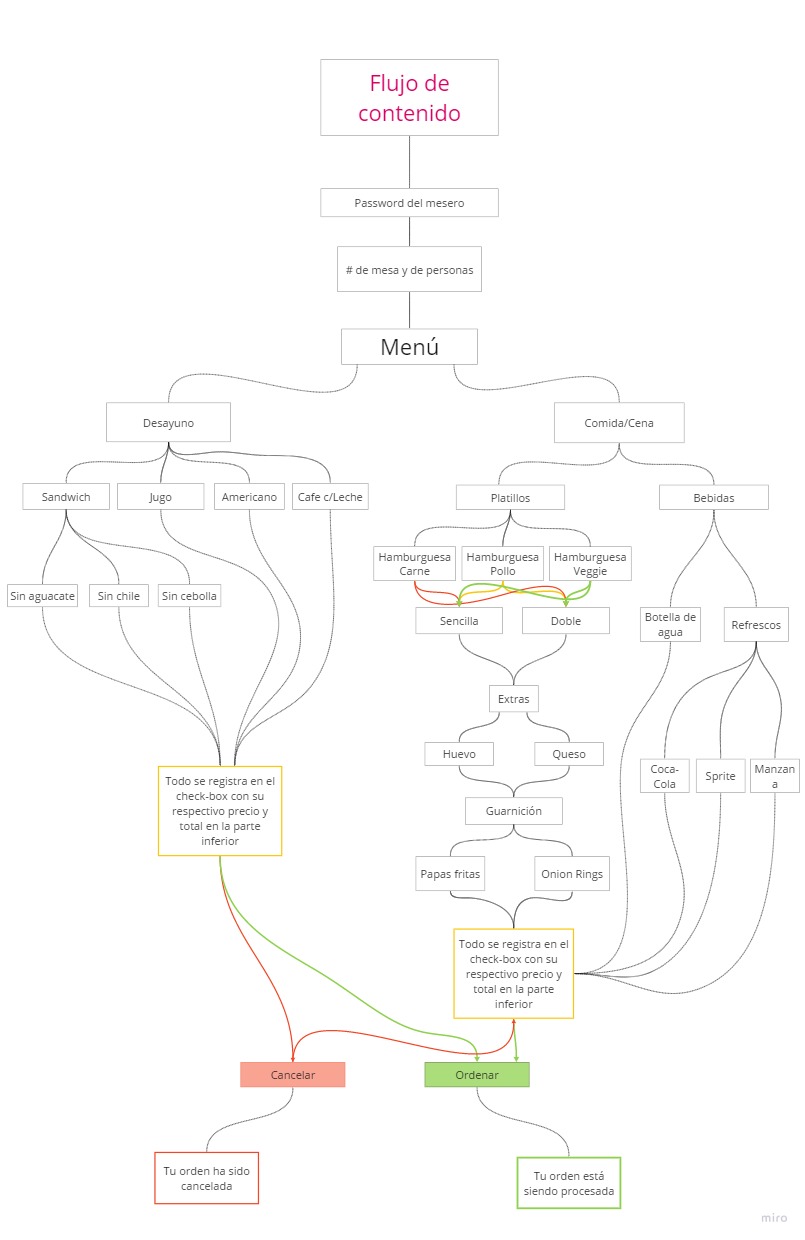 Flujo de
contenido
Password del mesero
# de mesa y de personas
Menú
Desayuno
Comida/Cena
Sandwich
Jugo
Americano
Cafe c/Leche
Platillos
Bebidas
Hamburguesa
Carne
Hamburguesa
Pollo
Hamburguesa
Veggie
Sin aguacate
Sin chile
Sin cebolla
Sencilla
Doble
Botella de
agua
Refrescos
Extras
Huevo
Queso
Coca-
Cola
Sprite
Manzan
a
Todo se registra en el
check-box con su
respectivo precio y
total en la parte
inferior
Guarnición
Papas fritas
Onion Rings
Todo se registra en el
check-box con su
respectivo precio y
total en la parte
inferior
Cancelar
Ordenar
Tu orden ha sido
cancelada
Tu orden está
siendo procesada
miro